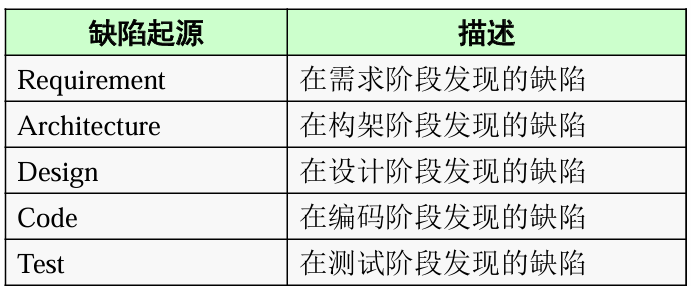 缺陷起源 描述
Requirement 在需求阶段发现的缺陷
Architecture 在构架阶段发现的缺陷
Design 在设计阶段发现的缺陷
Code 在编码阶段发现的缺陷
Test 在测试阶段发现的缺陷